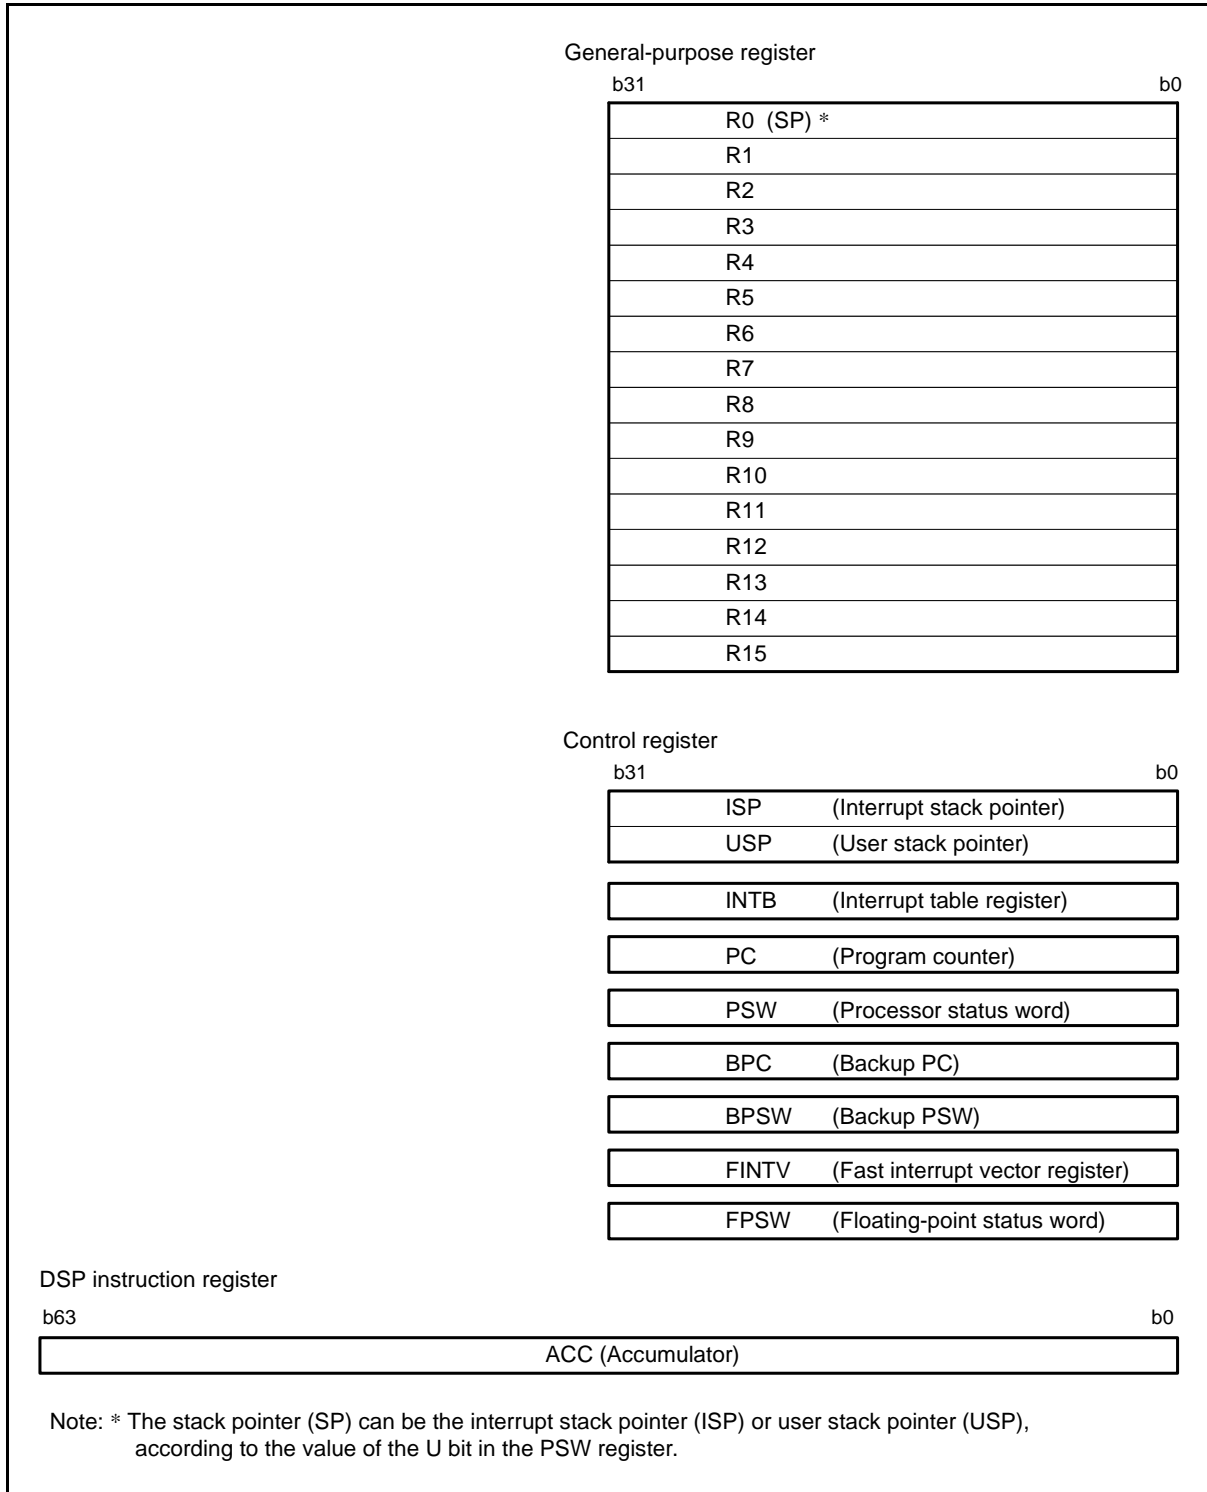 General-purpose register
b31 b0
R0 (SP) *
R1
R2
R3
R4
R5
R6
R7
R8
R9
R10
R11
R12
R13
R14
R15
Control register
b31 b0
ISP (Interrupt stack pointer)
USP (User stack pointer)
INTB (Interrupt table register)
PC (Program counter)
PSW (Processor status word)
BPC (Backup PC)
BPSW (Backup PSW)
FINTV (Fast interrupt vector register)
FPSW (Floating-point status word)
DSP instruction register
b63 b0
ACC (Accumulator)
Note: * The stack pointer (SP) can be the interrupt stack pointer (ISP) or user stack pointer (USP),
according to the value of the U bit in the PSW register.